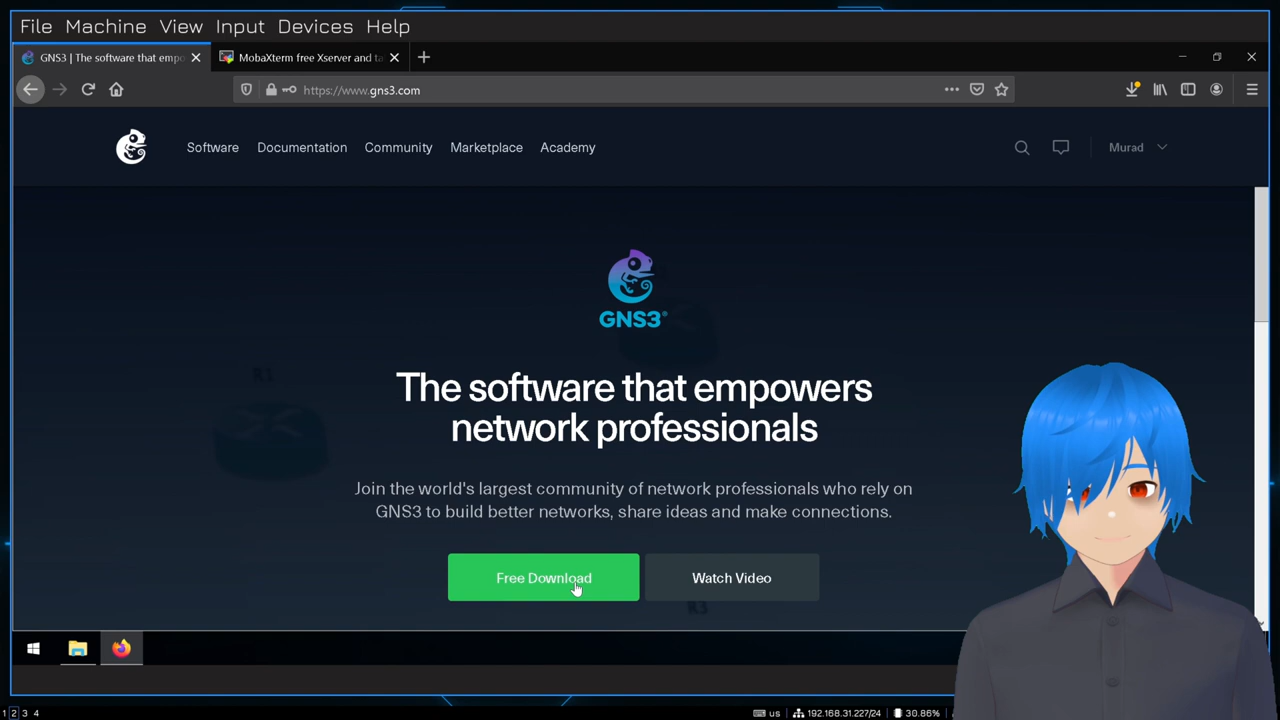 File Machine View Input Devices Help
GNS3 | The software that empo
MobaXterm free Xserver and ta
https://www.gns3.com
Software Documentation Community Marketplace Academy
Murad
R1
GNS3®
The software that empowers
network professionals
Join the world's largest community of network professionals who rely on
GNS3 to build better networks, share ideas and make connections.
Free Download
Watch Video
R3
1 2 3 4
us
192.168.31.227/24
30.86%